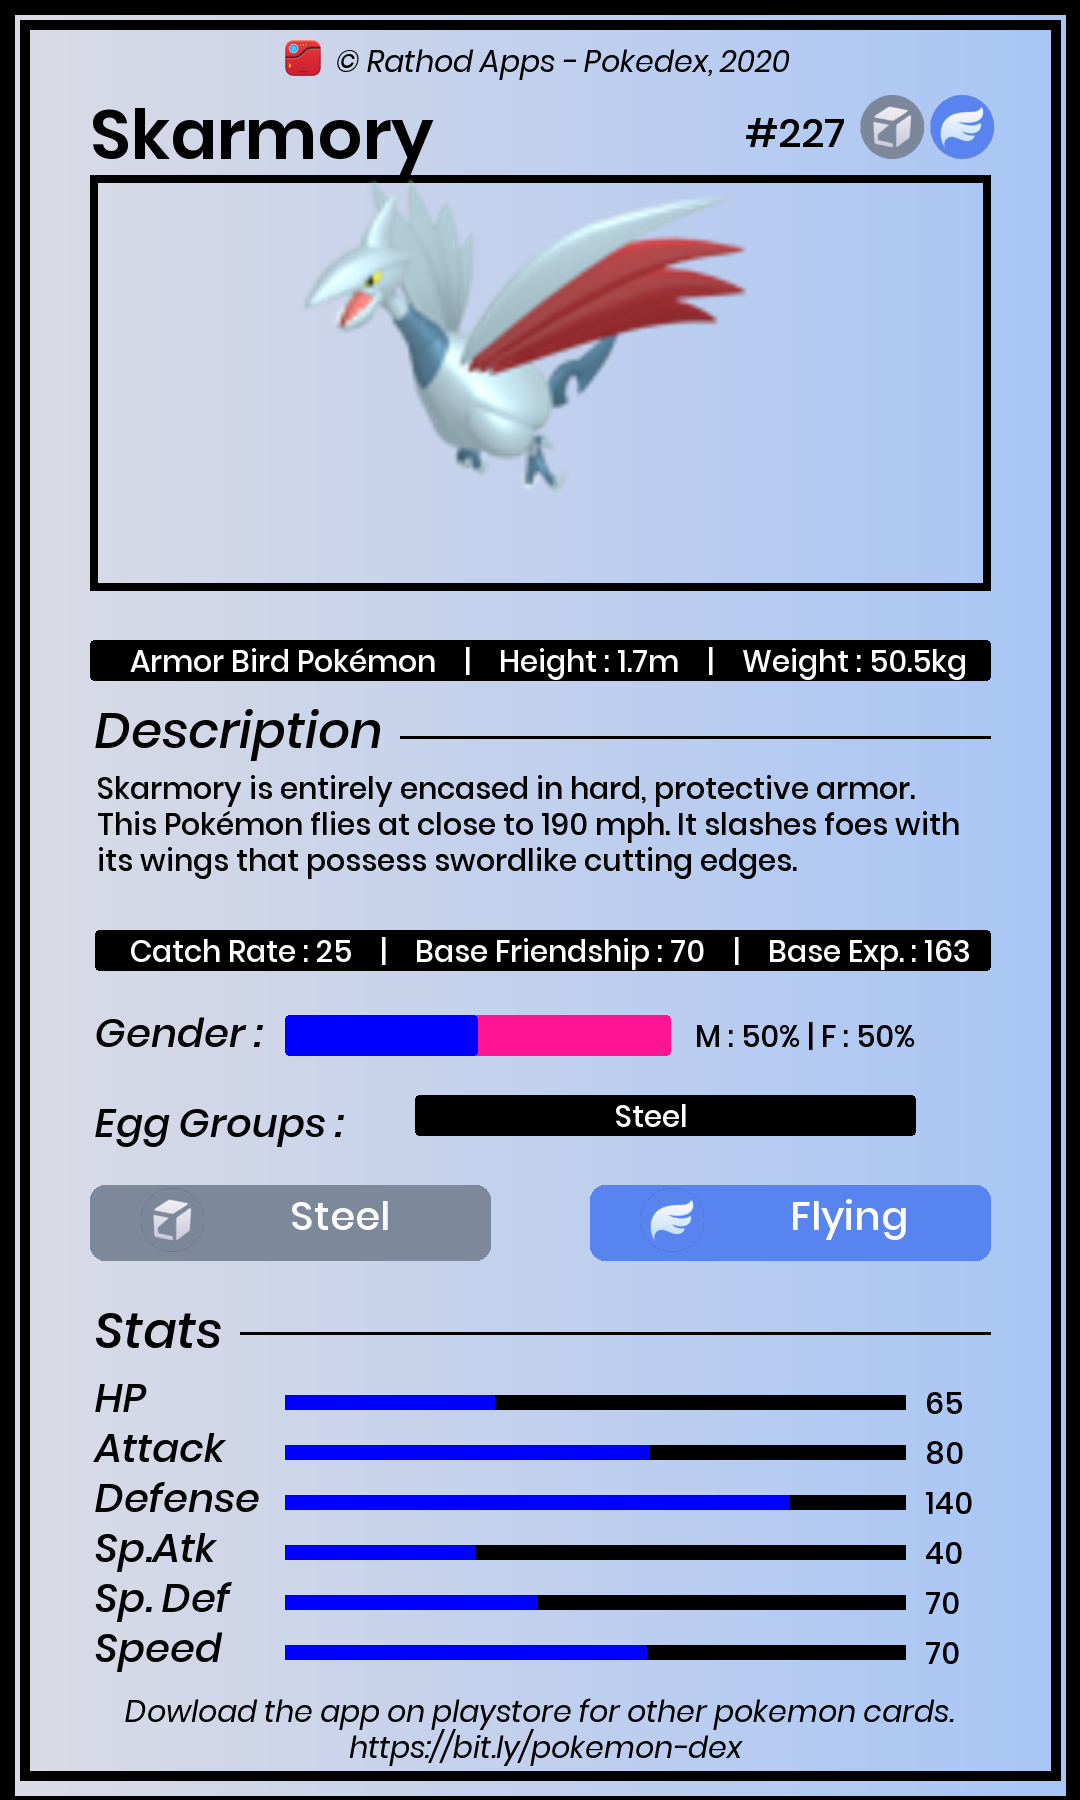 © Rathod Apps - Pokedex, 2020
Skarmory #227
Armor Bird Pokémon | Height : 1.7m | Weight : 50.5kg
Description
Skarmory is entirely encased in hard, protective armor.
This Pokémon flies at close to 190 mph. It slashes foes with
its wings that possess swordlike cutting edges.
Catch Rate : 25 | Base Friendship : 70 | Base Exp. : 163
Gender : M : 50% | F : 50%
Egg Groups : Steel
Steel Flying
Stats
HP 65
Attack 80
Defense 140
Sp.Atk 40
Sp. Def 70
Speed 70
Dowload the app on playstore for other pokemon cards.
https://bit.ly/pokemon-dex